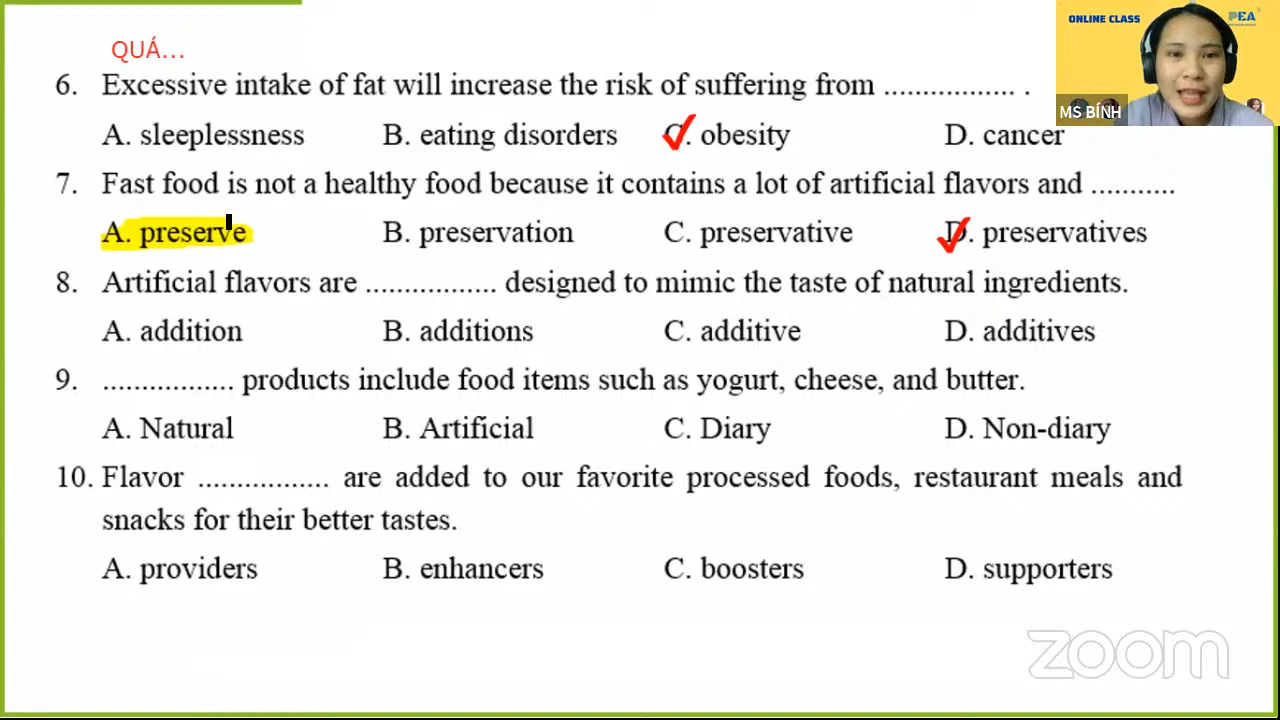 ONLINE CLASS
PEA
MS BÍNH
QUÁ…
6. Excessive intake of fat will increase the risk of suffering from ................. .
A. sleeplessness B. eating disorders C. obesity D. cancer
7. Fast food is not a healthy food because it contains a lot of artificial flavors and ...........
A. preserve B. preservation C. preservative D. preservatives
8. Artificial flavors are ................. designed to mimic the taste of natural ingredients.
A. addition B. additions C. additive D. additives
9. ................. products include food items such as yogurt, cheese, and butter.
A. Natural B. Artificial C. Diary D. Non-diary
10. Flavor ................. are added to our favorite processed foods, restaurant meals and
snacks for their better tastes.
A. providers B. enhancers C. boosters D. supporters
zoom